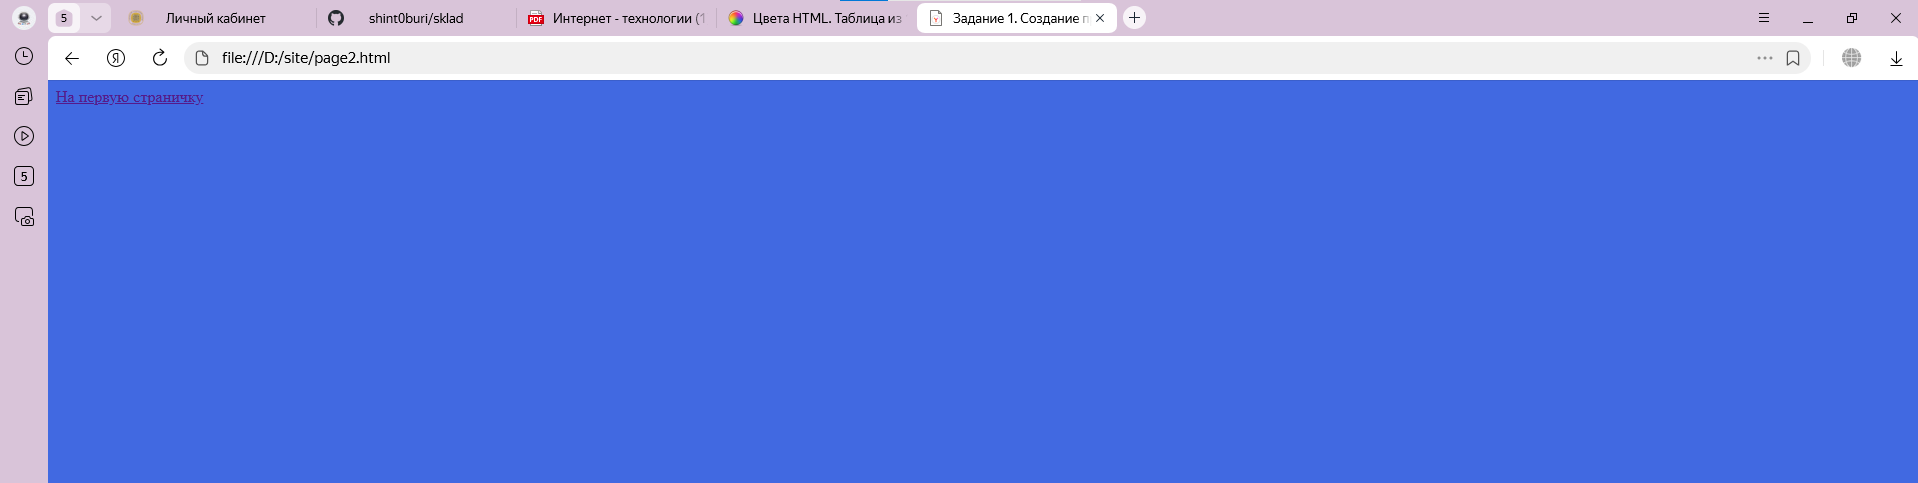 5 Личный кабинет shint0buri/sklad PDF Интернет - технологии (1 Цвета HTML. Таблица из Y Задание 1. Создание п
Я file:///D:/site/page2.html
На первую страничку
5